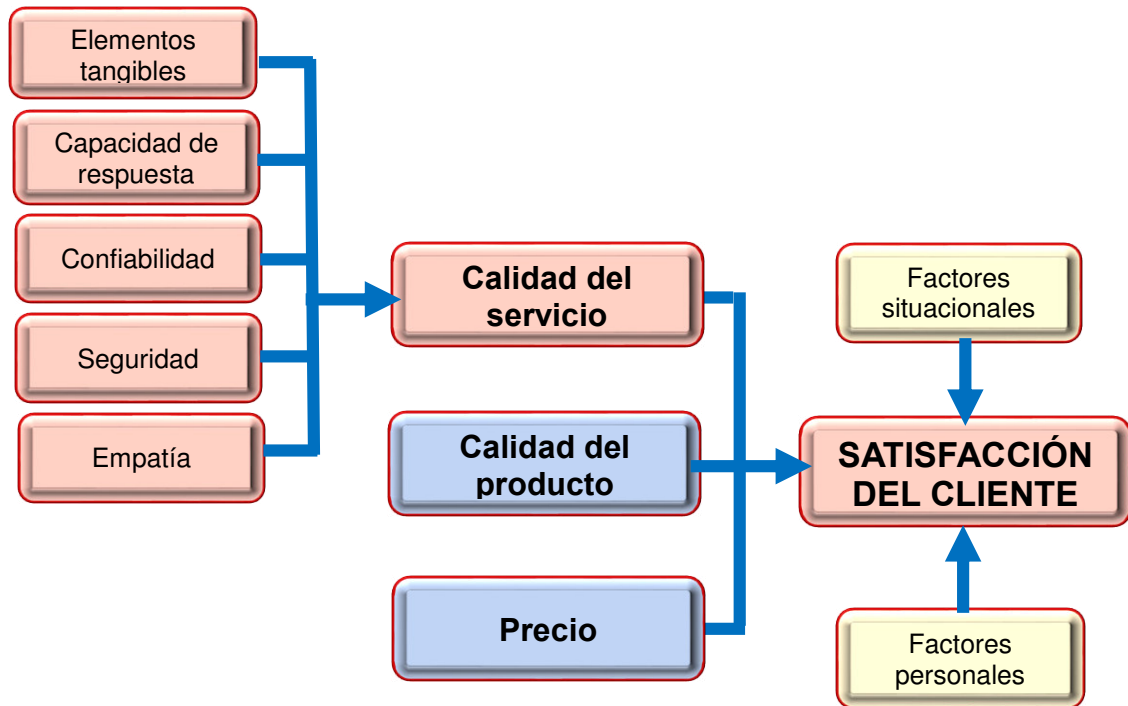 Elementos
tangibles
Capacidad de
respuesta
Confiabilidad
Seguridad
Empatía
Calidad del
servicio
Calidad del
producto
Precio
Factores
situacionales
SATISFACCIÓN
DEL CLIENTE
Factores
personales